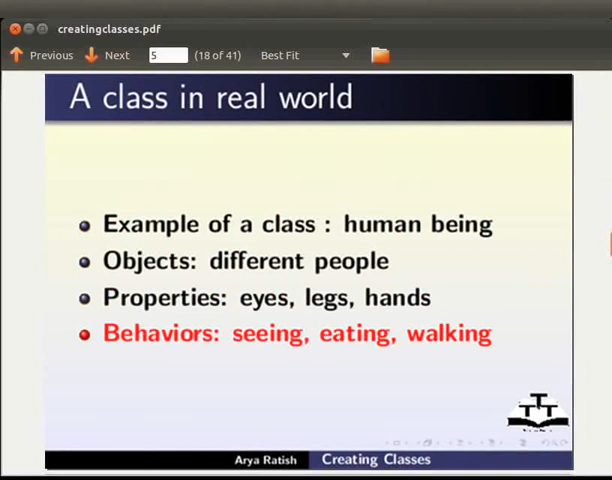 creatingclasses.pdf
Previous Next 5 (18 of 41) Best Fit
A class in real world
Example of a class : human being
Objects: different people
Properties: eyes, legs, hands
Behaviors: seeing, eating, walking
TTT
Arya Ratish Creating Classes